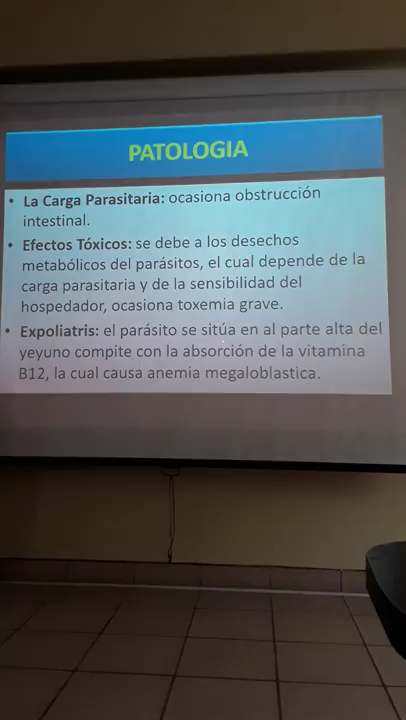 PATOLOGIA
• La Carga Parasitaria: ocasiona obstrucción
intestinal.
• Efectos Tóxicos: se debe a los desechos
metabólicos del parásitos, el cual depende de la
carga parasitaria y de la sensibilidad del
hospedador, ocasiona toxemia grave.
• Expoliatris: el parásito se sitúa en al parte alta del
yeyuno compite con la absorción de la vitamina
B12, la cual causa anemia megaloblastica.